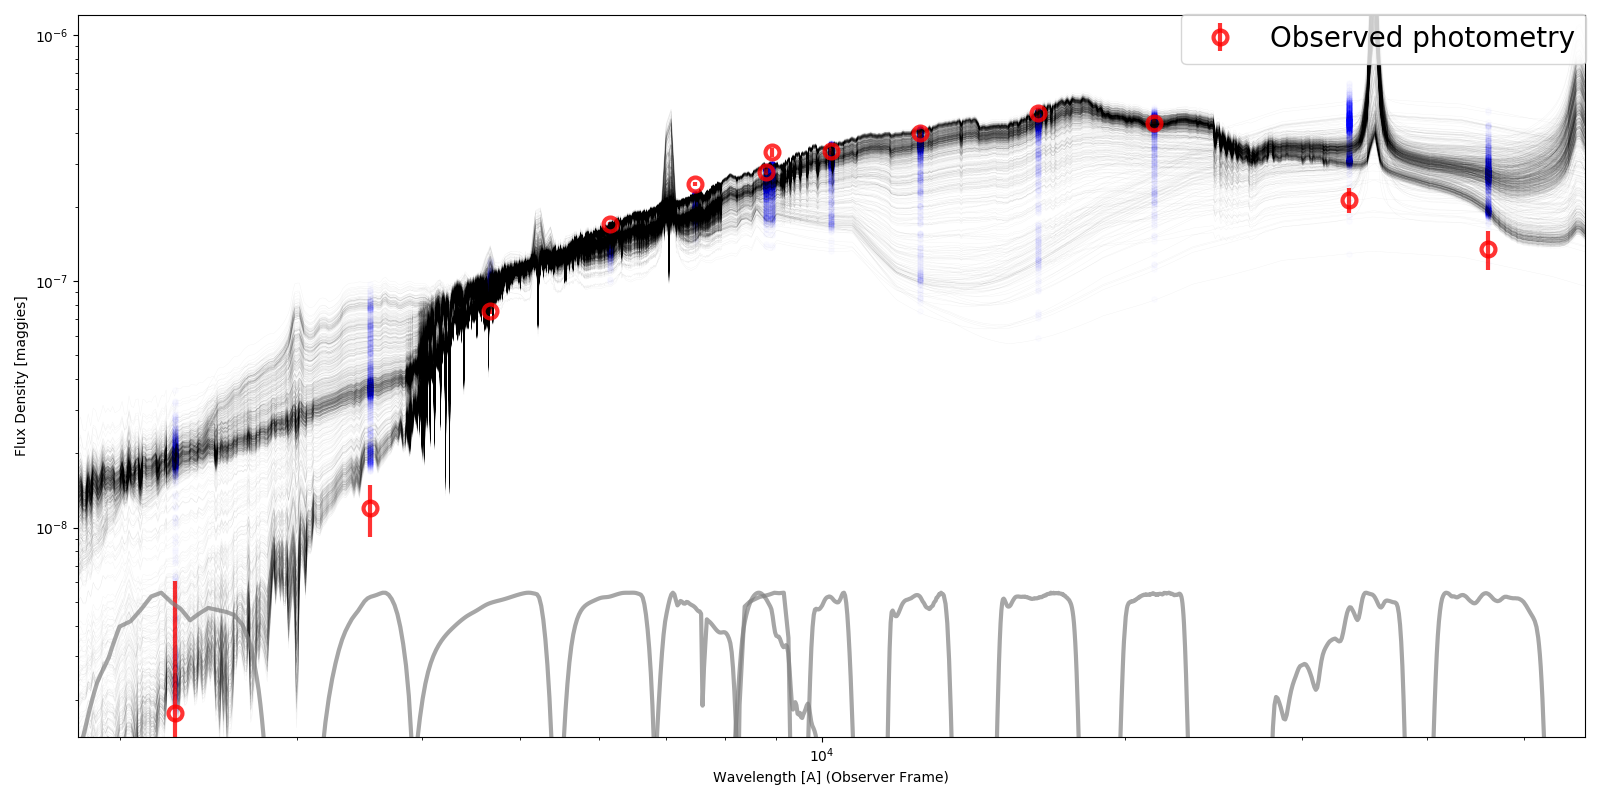 Observed photometry
10⁻⁶
10⁻⁷
10⁻⁸
Flux Density [maggies]
10⁴
Wavelength [A] (Observer Frame)